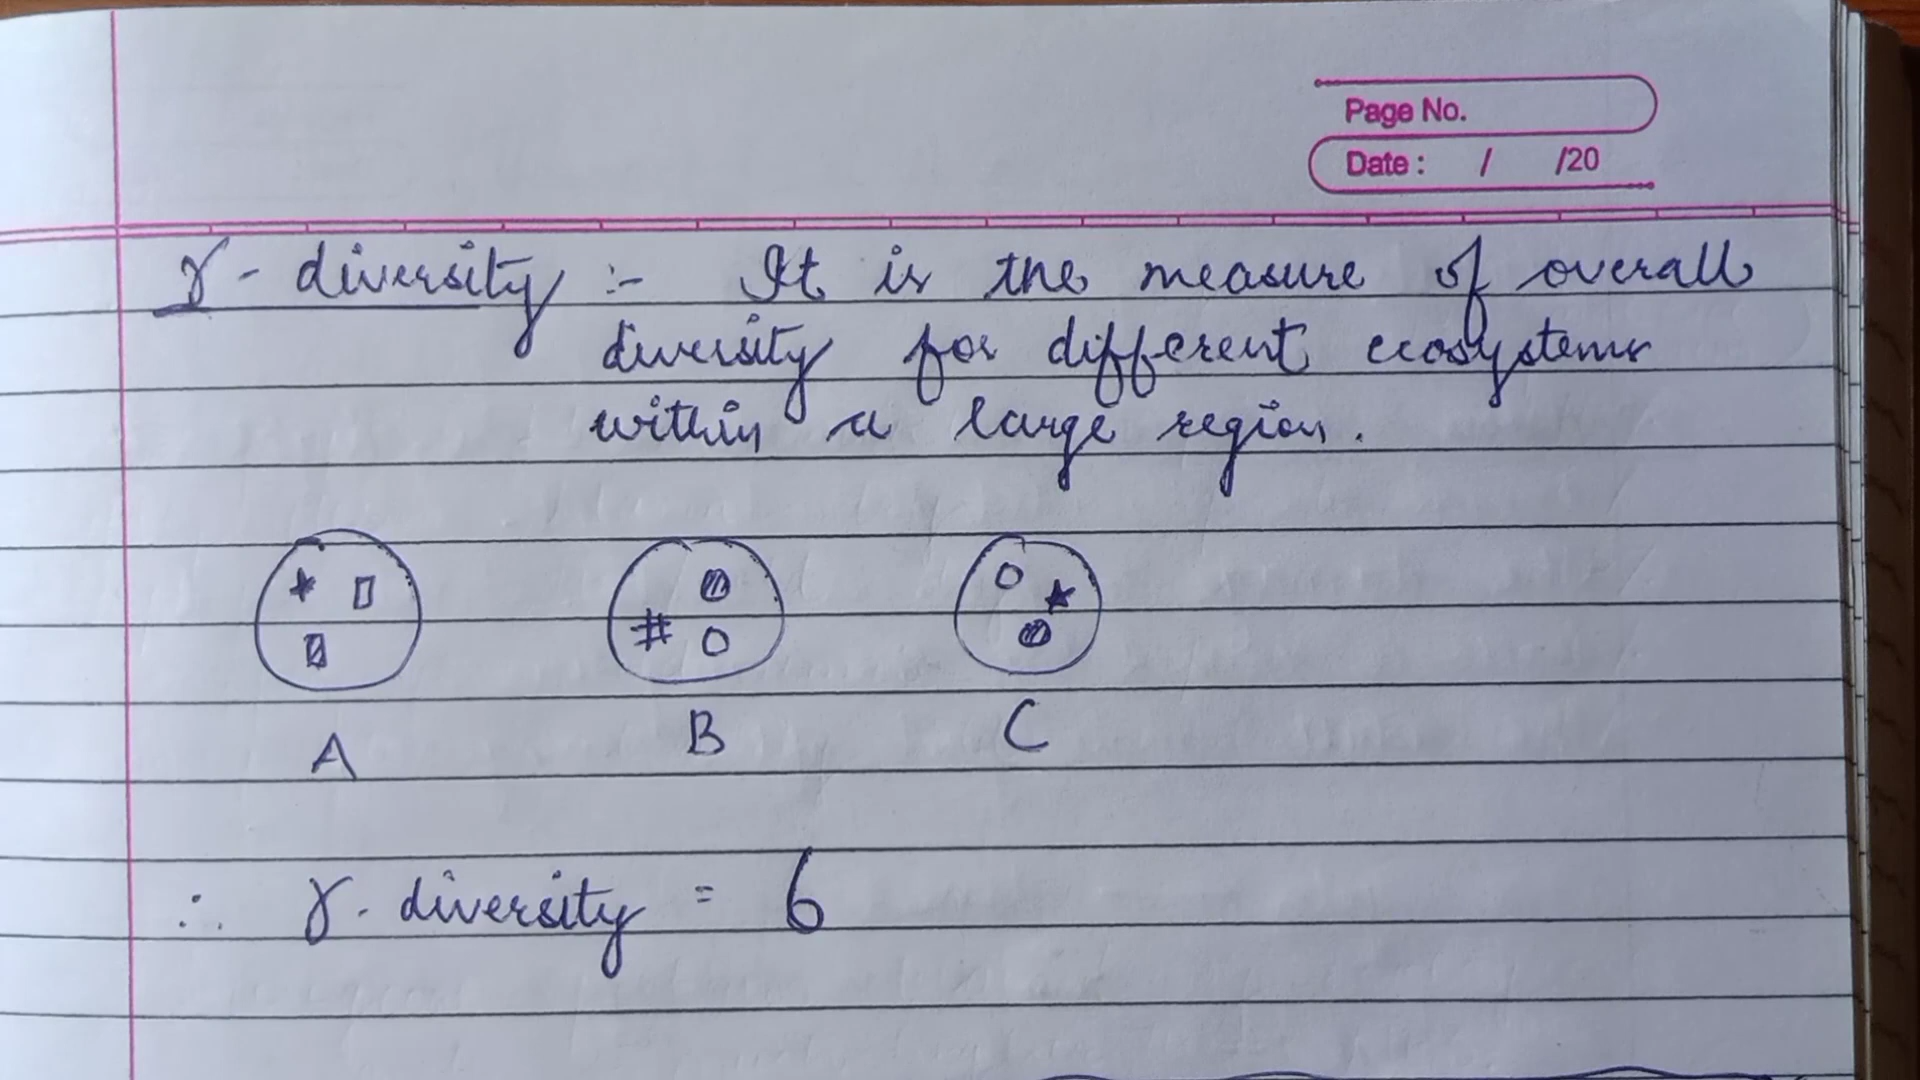 Page No.
Date : / /20
γ - diversity :- It is the measure of overall
diversity for different ecosystems
within a large region.
#
A B C
∴ γ - diversity = 6